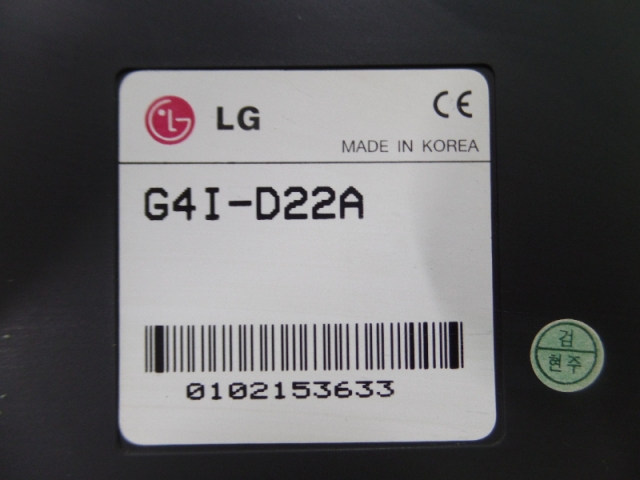 LG
CE
MADE IN KOREA
G4I-D22A
0102153633
검
현 주